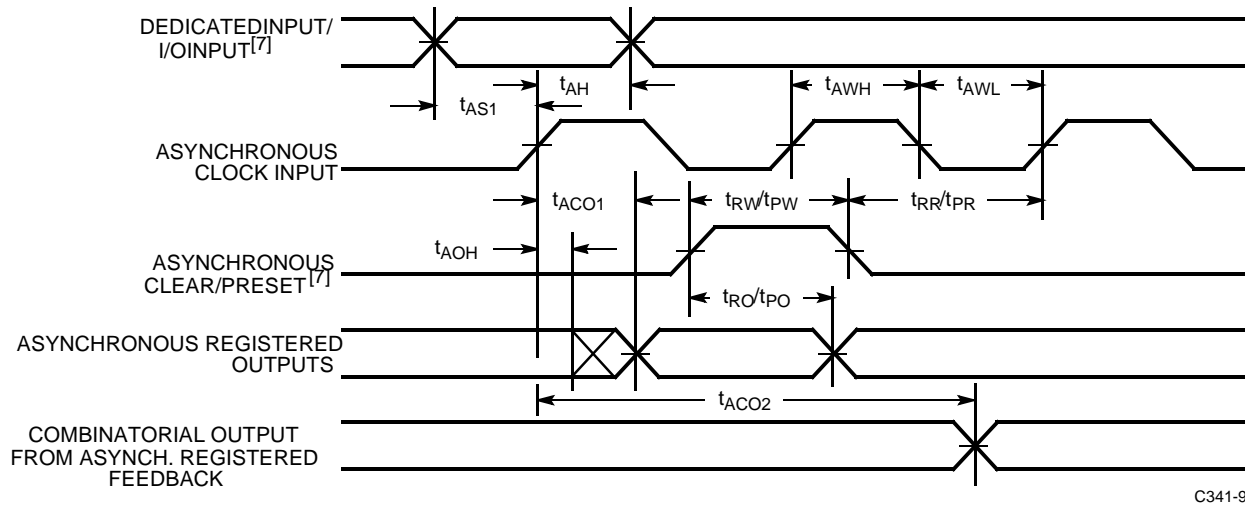 DEDICATEDINPUT/
I/OINPUT[7]
tAH
tAWH
tAWL
tAS1
ASYNCHRONOUS
CLOCK INPUT
tACO1
tRW/tPW
tRR/tPR
tAOH
ASYNCHRONOUS
CLEAR/PRESET[7]
tRO/tPO
ASYNCHRONOUS REGISTERED
OUTPUTS
tACO2
COMBINATORIAL OUTPUT
FROM ASYNCH. REGISTERED
FEEDBACK
C341-9